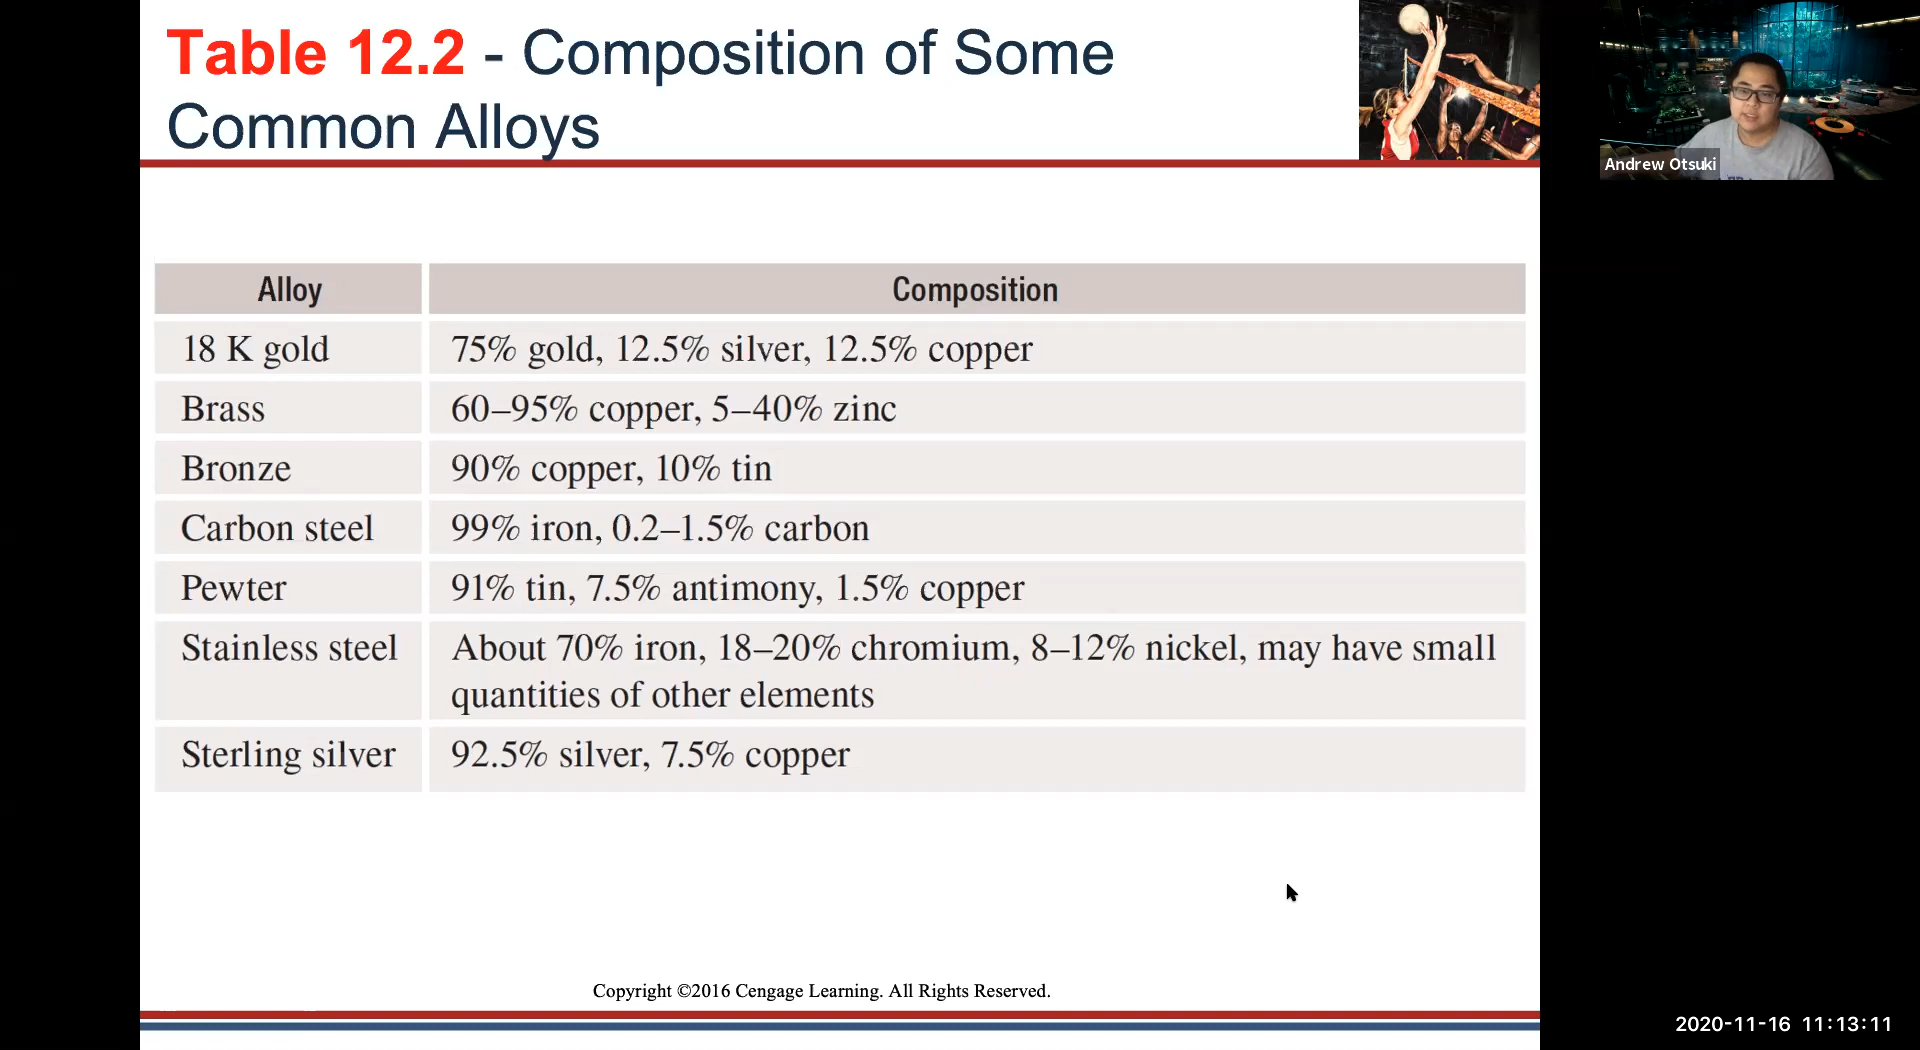 Table 12.2 - Composition of Some
Common Alloys
Andrew Otsuki
Alloy Composition
18 K gold 75% gold, 12.5% silver, 12.5% copper
Brass 60–95% copper, 5–40% zinc
Bronze 90% copper, 10% tin
Carbon steel 99% iron, 0.2–1.5% carbon
Pewter 91% tin, 7.5% antimony, 1.5% copper
Stainless steel About 70% iron, 18–20% chromium, 8–12% nickel, may have small
quantities of other elements
Sterling silver 92.5% silver, 7.5% copper
Copyright ©2016 Cengage Learning. All Rights Reserved.
2020-11-16 11:13:11